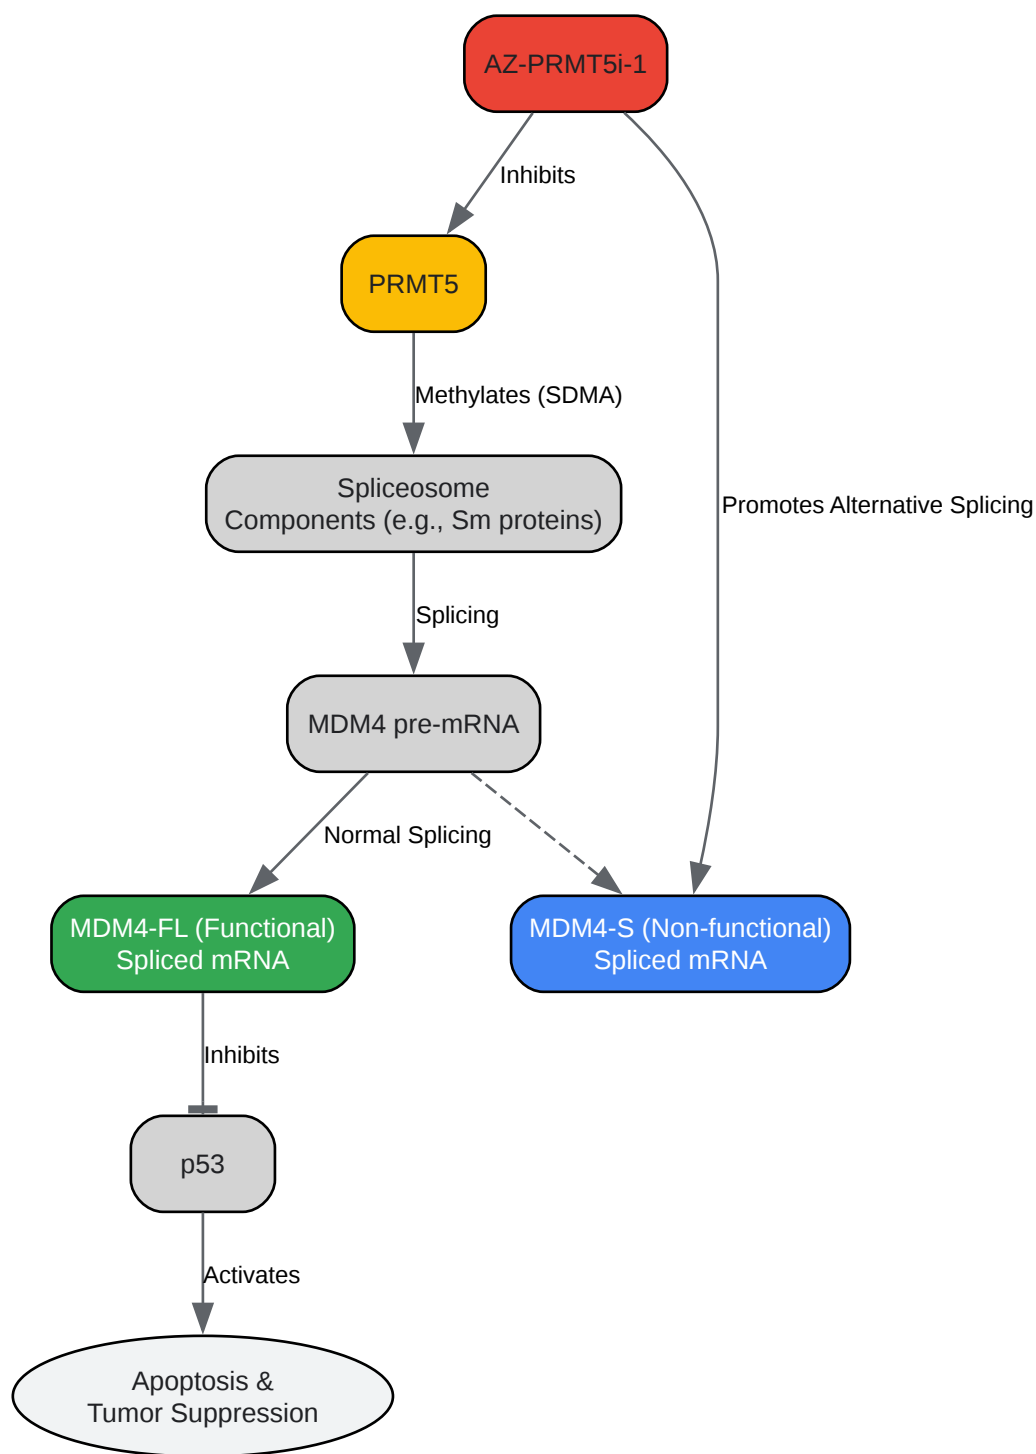 AZ-PRMT5i-1
Inhibits
PRMT5
Methylates (SDMA)
Spliceosome
Components (e.g., Sm proteins)
Promotes Alternative Splicing
Splicing
MDM4 pre-mRNA
Normal Splicing
MDM4-FL (Functional)
Spliced mRNA
MDM4-S (Non-functional)
Spliced mRNA
Inhibits
p53
Activates
Apoptosis &
Tumor Suppression